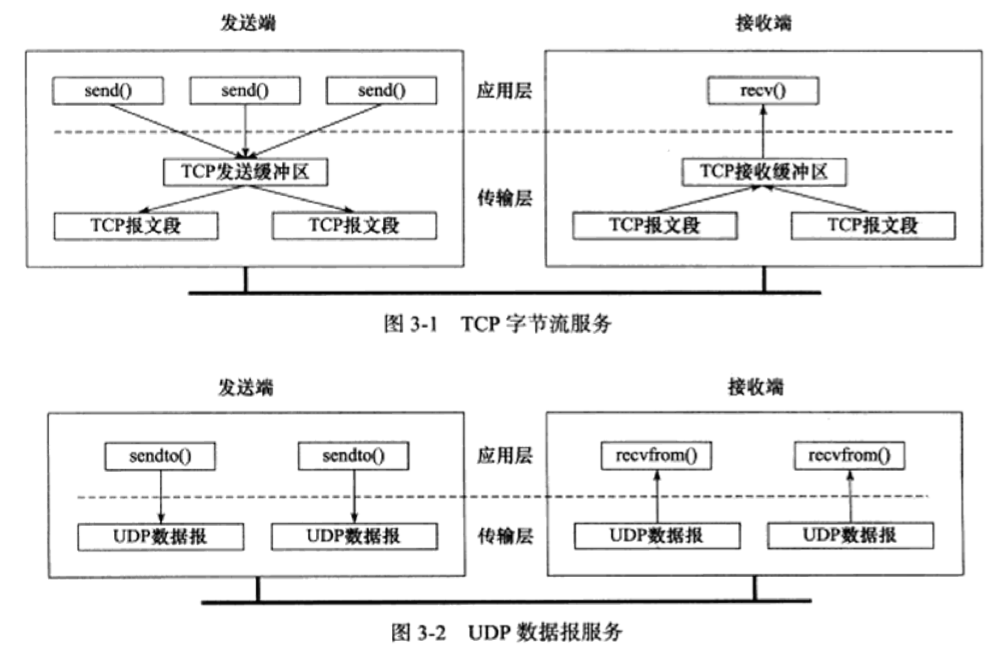 发送端 接收端
send() send() send() 应用层 recv()
TCP发送缓冲区 TCP接收缓冲区
传输层
TCP报文段 TCP报文段 TCP报文段 TCP报文段
图 3-1 TCP 字节流服务
发送端 接收端
sendto() sendto() 应用层 recvfrom() recvfrom()
UDP数据报 UDP数据报 传输层 UDP数据报 UDP数据报
图 3-2 UDP 数据报服务